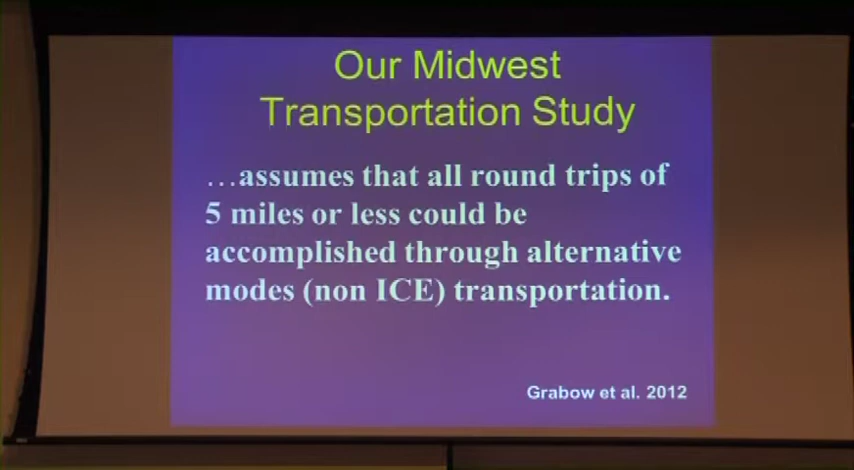 Our Midwest
Transportation Study
...assumes that all round trips of
5 miles or less could be
accomplished through alternative
modes (non ICE) transportation.
Grabow et al. 2012